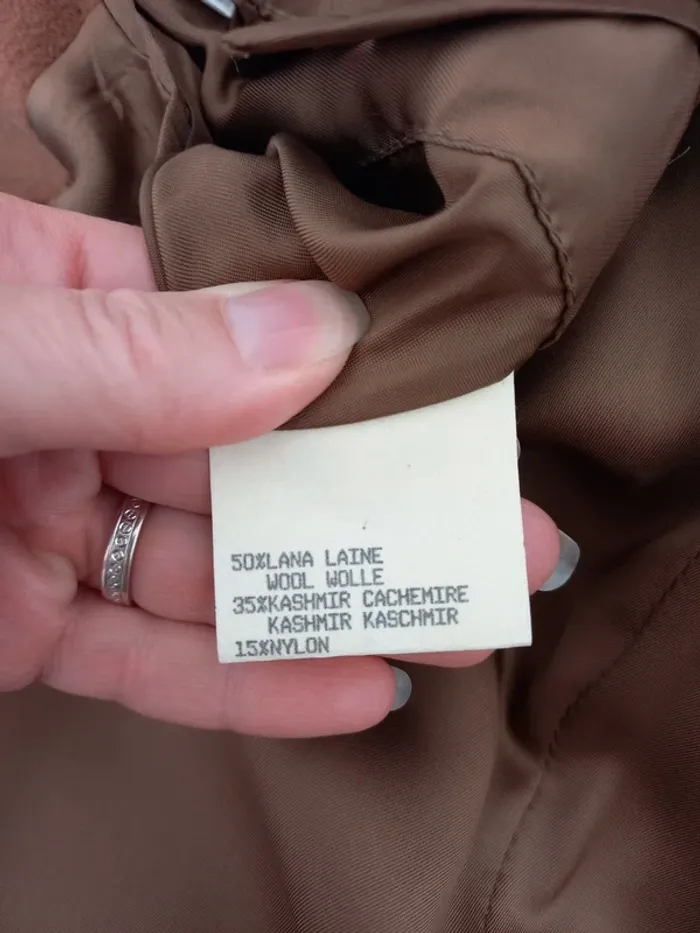 50%LANA LAINE
WOOL WOLLE
35%KASHMIR CACHEMIRE
KASHMIR KASCHMIR
15%NYLON